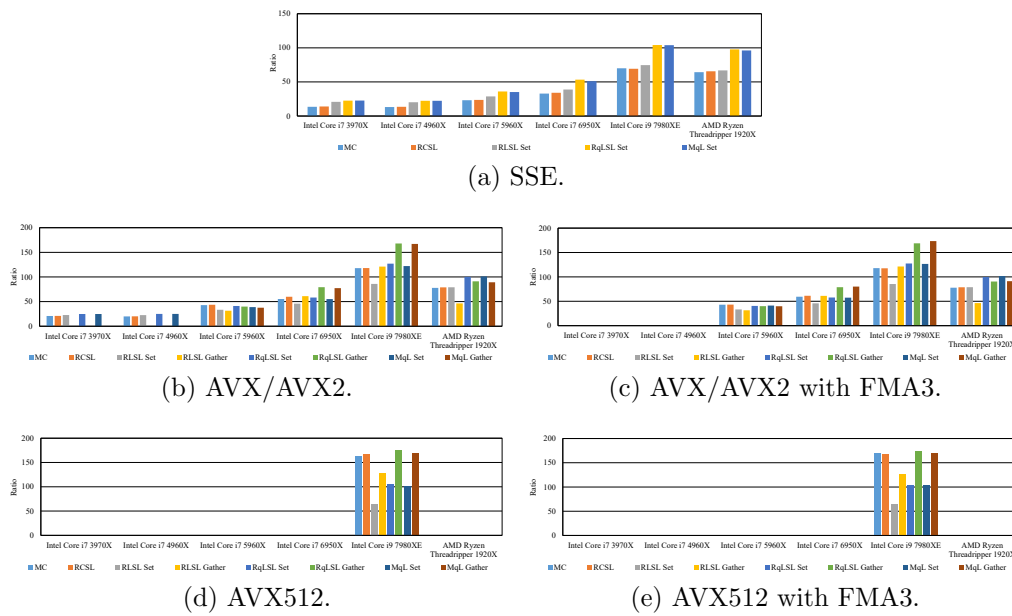 150
100
50
0
Ratio
Intel Core i7 3970X Intel Core i7 4960X Intel Core i7 5960X Intel Core i7 6950X Intel Core i9 7980XE AMD Ryzen
Threadripper 1920X
MC RCSL RLSL Set RqLSL Set MqL Set
(a) SSE.
200
150
100
50
0
Ratio
Intel Core i7 3970X Intel Core i7 4960X Intel Core i7 5960X Intel Core i7 6950X Intel Core i9 7980XE AMD Ryzen
Threadripper 1920X
MC RCSL RLSL Set RLSL Gather RqLSL Set RqLSL Gather MqL Set MqL Gather
(b) AVX/AVX2.
200
150
100
50
0
Ratio
Intel Core i7 3970X Intel Core i7 4960X Intel Core i7 5960X Intel Core i7 6950X Intel Core i9 7980XE AMD Ryzen
Threadripper 1920X
MC RCSL RLSL Set RLSL Gather RqLSL Set RqLSL Gather MqL Set MqL Gather
(c) AVX/AVX2 with FMA3.
200
150
100
50
0
Ratio
Intel Core i7 3970X Intel Core i7 4960X Intel Core i7 5960X Intel Core i7 6950X Intel Core i9 7980XE AMD Ryzen
Threadripper 1920X
MC RCSL RLSL Set RLSL Gather RqLSL Set RqLSL Gather MqL Set MqL Gather
(d) AVX512.
200
150
100
50
0
Ratio
Intel Core i7 3970X Intel Core i7 4960X Intel Core i7 5960X Intel Core i7 6950X Intel Core i9 7980XE AMD Ryzen
Threadripper 1920X
MC RCSL RLSL Set RLSL Gather RqLSL Set RqLSL Gather MqL Set MqL Gather
(e) AVX512 with FMA3.